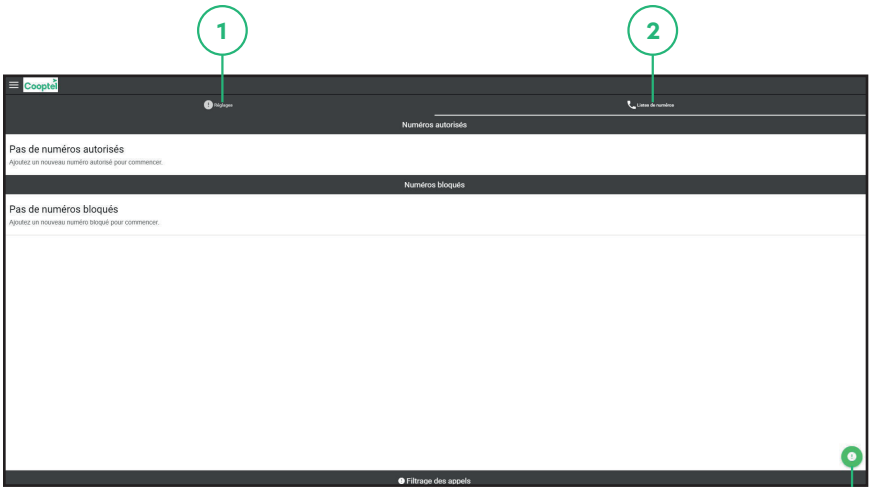 1
2
Cooptel
Réglages
Listes de numéros
Numéros autorisés
Pas de numéros autorisés
Ajoutez un nouveau numéro autorisé pour commencer.
Numéros bloqués
Pas de numéros bloqués
Ajoutez un nouveau numéro bloqué pour commencer.
Filtrage des appels